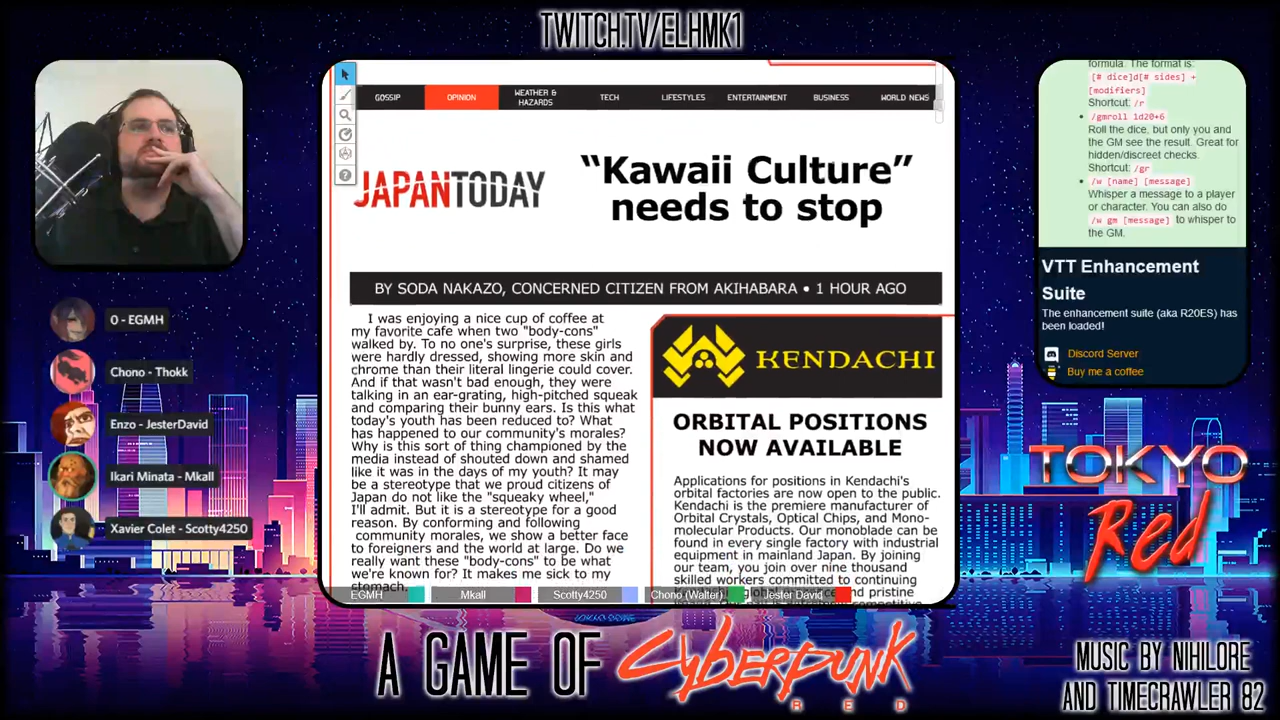 TWITCH.TV/ELHMK1
GOSSIP
OPINION
WEATHER &
HAZARDS
TECH
LIFESTYLES
ENTERTAINMENT
BUSINESS
WORLD NEWS
JAPANTODAY
“Kawaii Culture”
needs to stop
BY SODA NAKAZO, CONCERNED CITIZEN FROM AKIHABARA • 1 HOUR AGO
I was enjoying a nice cup of coffee at
my favorite cafe when two "body-cons"
walked by. To no one's surprise, these girls
were hardly dressed, showing more skin and
chrome than their literal lingerie could cover.
And if that wasn't bad enough, they were
talking in an ear-grating, high-pitched squeak
and comparing their bunny ears. Is this what
today's youth has been reduced to? What
has happened to our community's morales?
Why is this sort of thing championed by the
media instead of shouted down and shamed
like it was in the days of my youth? It may
be a stereotype that we proud citizens of
Japan do not like the "squeaky wheel,"
I'll admit. But it is a stereotype for a good
reason. By conforming and following
community morales, we show a better face
to foreigners and the world at large. Do we
really want these "body-cons" to be what
we're known for? It makes me sick to my
stomach.
KENDACHI
ORBITAL POSITIONS
NOW AVAILABLE
Applications for positions in Kendachi's
orbital factories are now open to the public.
Kendachi is the premiere manufacturer of
Orbital Crystals, Optical Chips, and Mono-
molecular Products. Our monoblade can be
found in every single factory with industrial
equipment in mainland Japan. By joining
our team, you join over nine thousand
skilled workers committed to continuing
and pristine
EGMH
Mkall
Scotty4250
Chono (Walter)
Jester David
0 - EGMH
Chono - Thokk
Enzo - JesterDavid
Ikari Minata - Mkall
Xavier Colet - Scotty4250
formula. The format is:
[# dice]d[# sides] +
[modifiers]
Shortcut: /r
• /gmroll 1d20+6
Roll the dice, but only you and
the GM see the result. Great for
hidden/discreet checks.
Shortcut: /gr
• /w [name] [message]
Whisper a message to a player
or character. You can also do
/w gm [message] to whisper to
the GM.
VTT Enhancement
Suite
The enhancement suite (aka R20ES) has
been loaded!
Discord Server
Buy me a coffee
TOKYO
Red
A GAME OF
Cyberpunk
RED
MUSIC BY NIHILORE
AND TIMECRAWLER 82